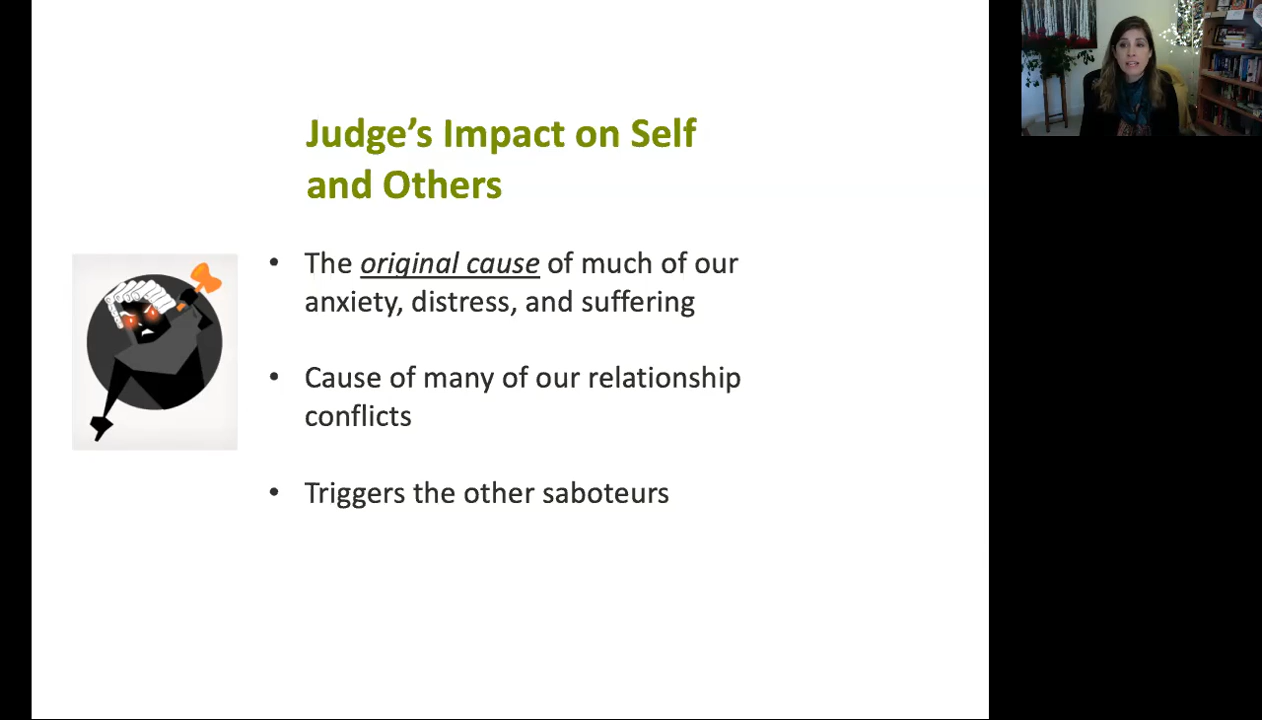 Judge’s Impact on Self
and Others
• The original cause of much of our
anxiety, distress, and suffering
• Cause of many of our relationship
conflicts
• Triggers the other saboteurs